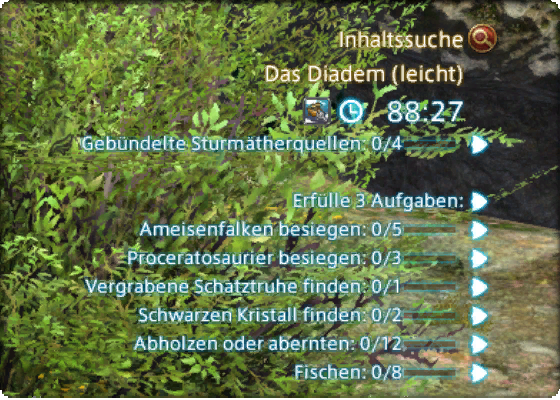 Inhaltssuche
Das Diadem (leicht)
88:27
Gebündelte Sturmätherquellen: 0/4
Erfülle 3 Aufgaben:
Ameisenfalken besiegen: 0/5
Proceratosaurier besiegen: 0/3
Vergrabene Schatztruhe finden: 0/1
Schwarzen Kristall finden: 0/2
Abholzen oder abernten: 0/12
Fischen: 0/8